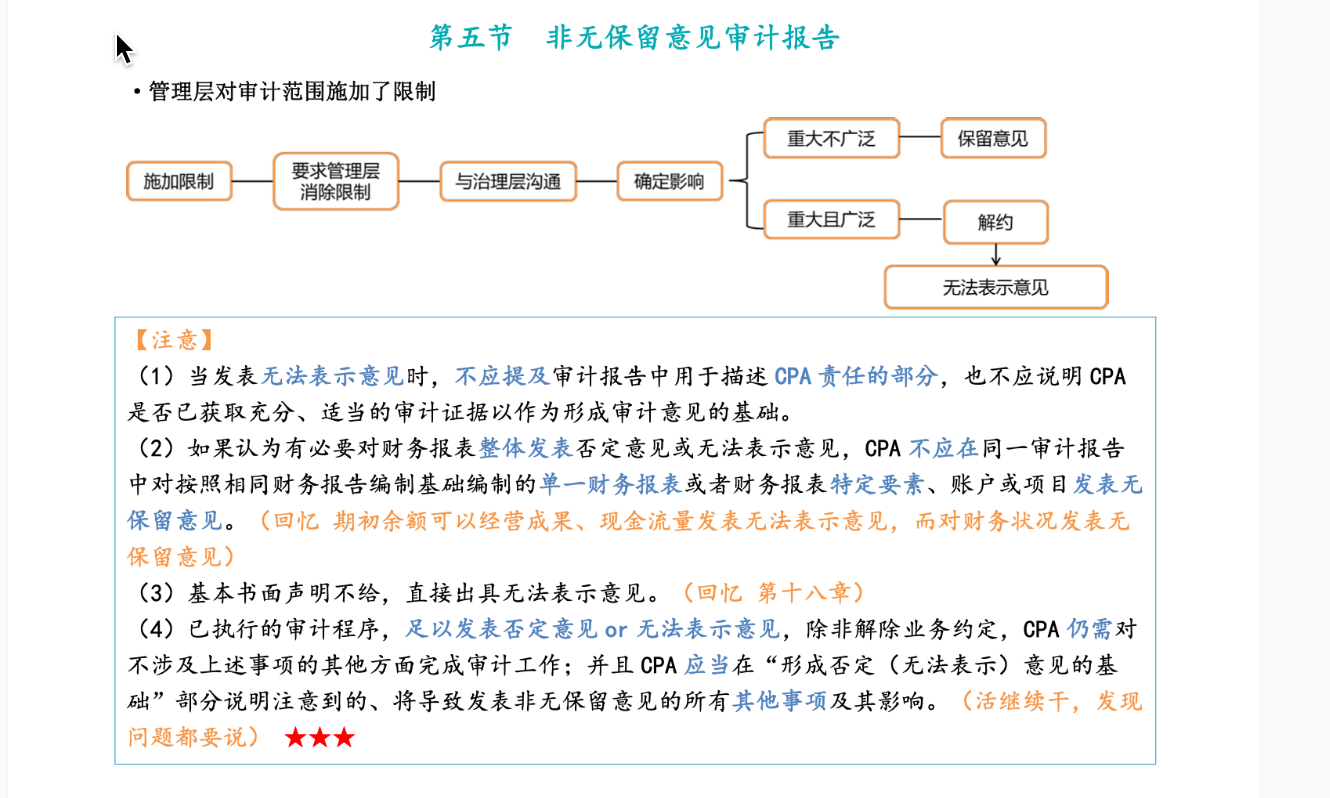 第五节 非无保留意见审计报告
•管理层对审计范围施加了限制
施加限制
要求管理层
消除限制
与治理层沟通
确定影响
重大不广泛
保留意见
重大且广泛
解约
无法表示意见
【注意】
（1）当发表无法表示意见时，不应提及审计报告中用于描述 CPA 责任的部分，也不应说明 CPA
是否已获取充分、适当的审计证据以作为形成审计意见的基础。
（2）如果认为有必要对财务报表整体发表否定意见或无法表示意见，CPA 不应在同一审计报告
中对按照相同财务报告编制基础编制的单一财务报表或者财务报表特定要素、账户或项目发表无
保留意见。（回忆 期初余额可以经营成果、现金流量发表无法表示意见，而对财务状况发表无
保留意见）
（3）基本书面声明不给，直接出具无法表示意见。（回忆 第十八章）
（4）已执行的审计程序，足以发表否定意见 or 无法表示意见，除非解除业务约定，CPA 仍需对
不涉及上述事项的其他方面完成审计工作；并且 CPA 应当在“形成否定（无法表示）意见的基
础”部分说明注意到的、将导致发表非无保留意见的所有其他事项及其影响。（活继续干，发现
问题都要说）★★★